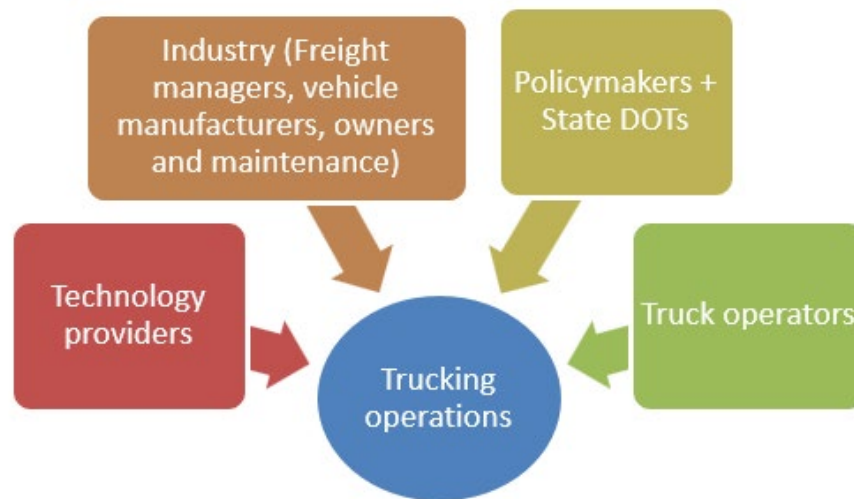 Industry (Freight
managers, vehicle
manufacturers, owners
and maintenance)
Policymakers +
State DOTs
Technology
providers
Truck operators
Trucking
operations